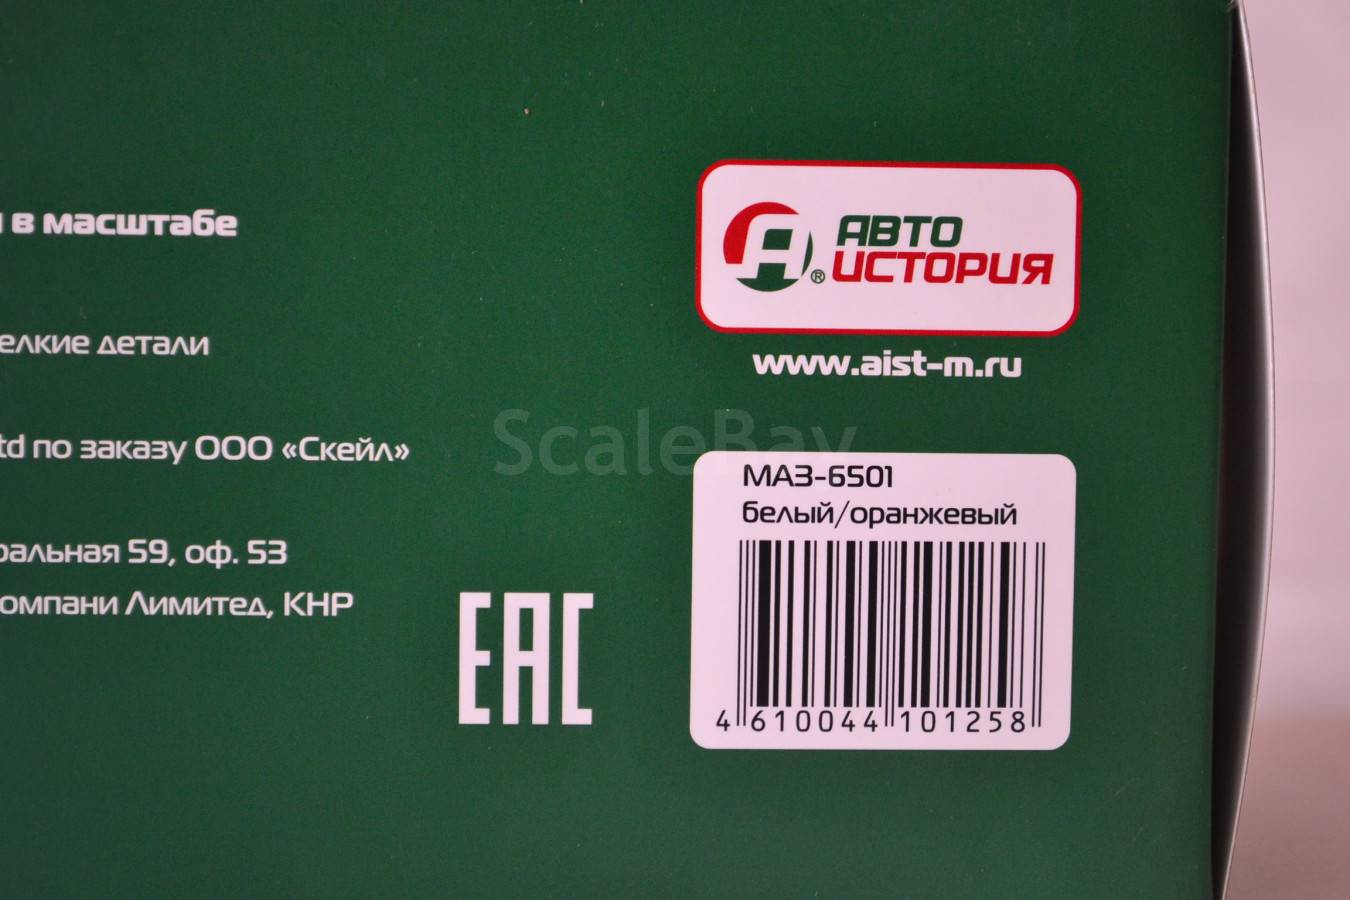 в масштабе
АВТО
ИСТОРИЯ
®
www.aist-m.ru
елкие детали
td по заказу ООО «Скейл»
ScaleBay
МАЗ-6501
белый/оранжевый
ральная 59, оф. 53
омпани Лимитед, КНР
EAC
4 610044 101258